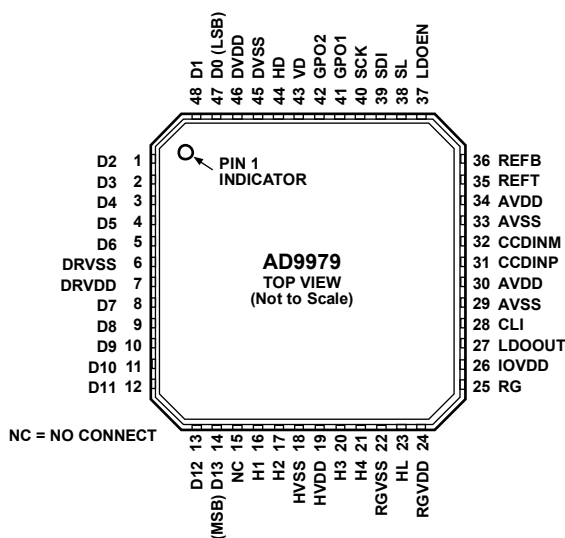 48 D1
47 D0 (LSB)
46 DVDD
45 DVSS
44 HD
43 VD
42 GPO2
41 GPO1
40 SCK
39 SDI
38 SL
37 LDOEN
D2 1
D3 2
D4 3
D5 4
D6 5
DRVSS 6
DRVDD 7
D7 8
D8 9
D9 10
D10 11
D11 12
PIN 1
INDICATOR
AD9979
TOP VIEW
(Not to Scale)
36 REFB
35 REFT
34 AVDD
33 AVSS
32 CCDINM
31 CCDINP
30 AVDD
29 AVSS
28 CLI
27 LDOOUT
26 IOVDD
25 RG
NC = NO CONNECT
D12 13
(MSB) D13 14
NC 15
H1 16
H2 17
HVSS 18
HVDD 19
H3 20
H4 21
RGVSS 22
HL 23
RGVDD 24